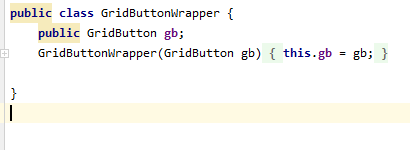 public class GridButtonWrapper {
public GridButton gb;
GridButtonWrapper(GridButton gb) { this.gb = gb; }
}